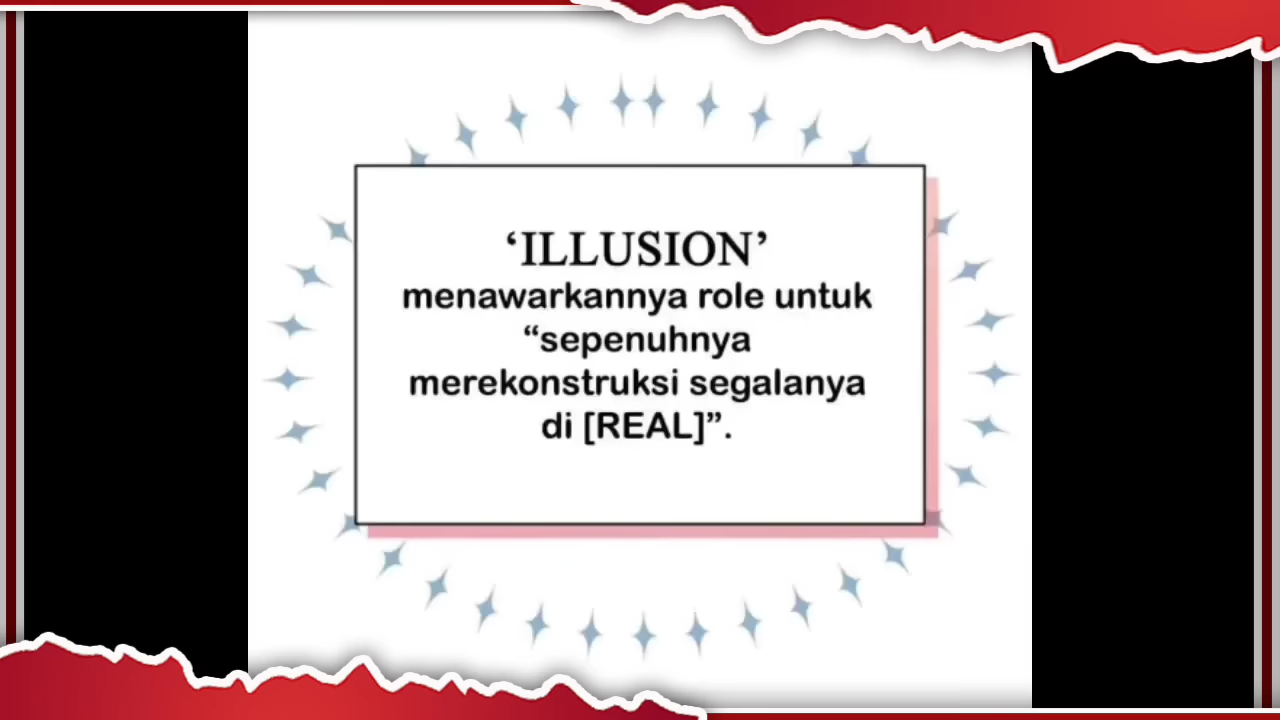 ‘ILLUSION’
menawarkannya role untuk
“sepenuhnya
merekonstruksi segalanya
di [REAL]”.